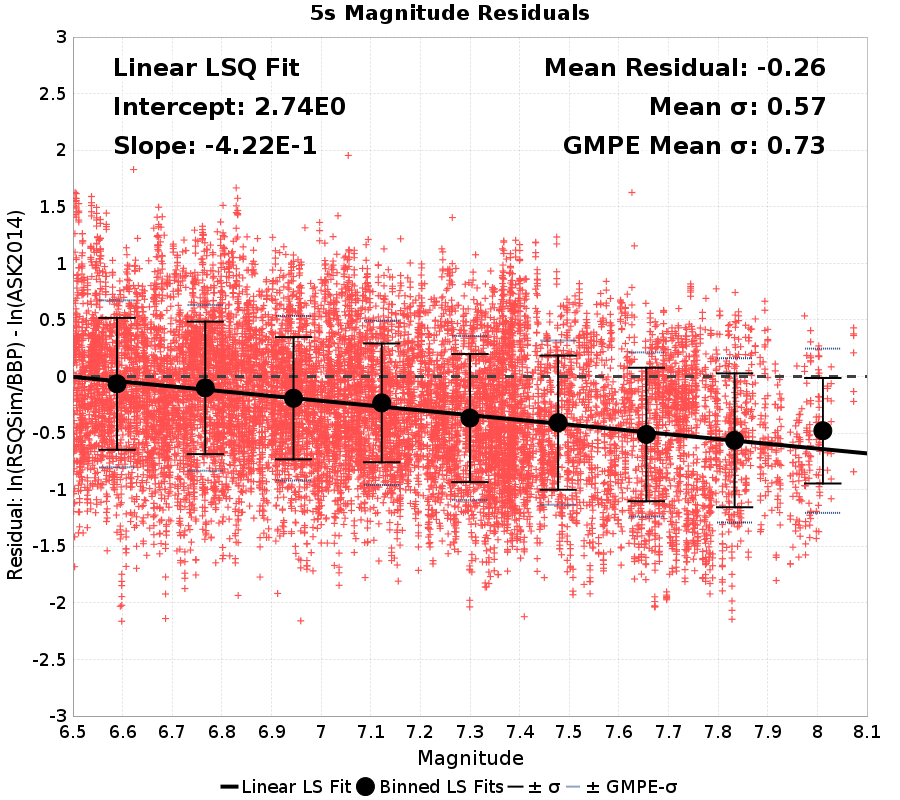 5s Magnitude Residuals
Linear LSQ Fit
Intercept: 2.74E0
Slope: -4.22E-1
Mean Residual: -0.26
Mean σ: 0.57
GMPE Mean σ: 0.73
Residual: ln(RSQSim/BBP) - ln(ASK2014)
3
2.5
2
1.5
1
0.5
0
-0.5
-1
-1.5
-2
-2.5
-3
6.5 6.6 6.7 6.8 6.9 7 7.1 7.2 7.3 7.4 7.5 7.6 7.7 7.8 7.9 8 8.1
Magnitude
Linear LS Fit Binned LS Fits ± σ ± GMPE-σ